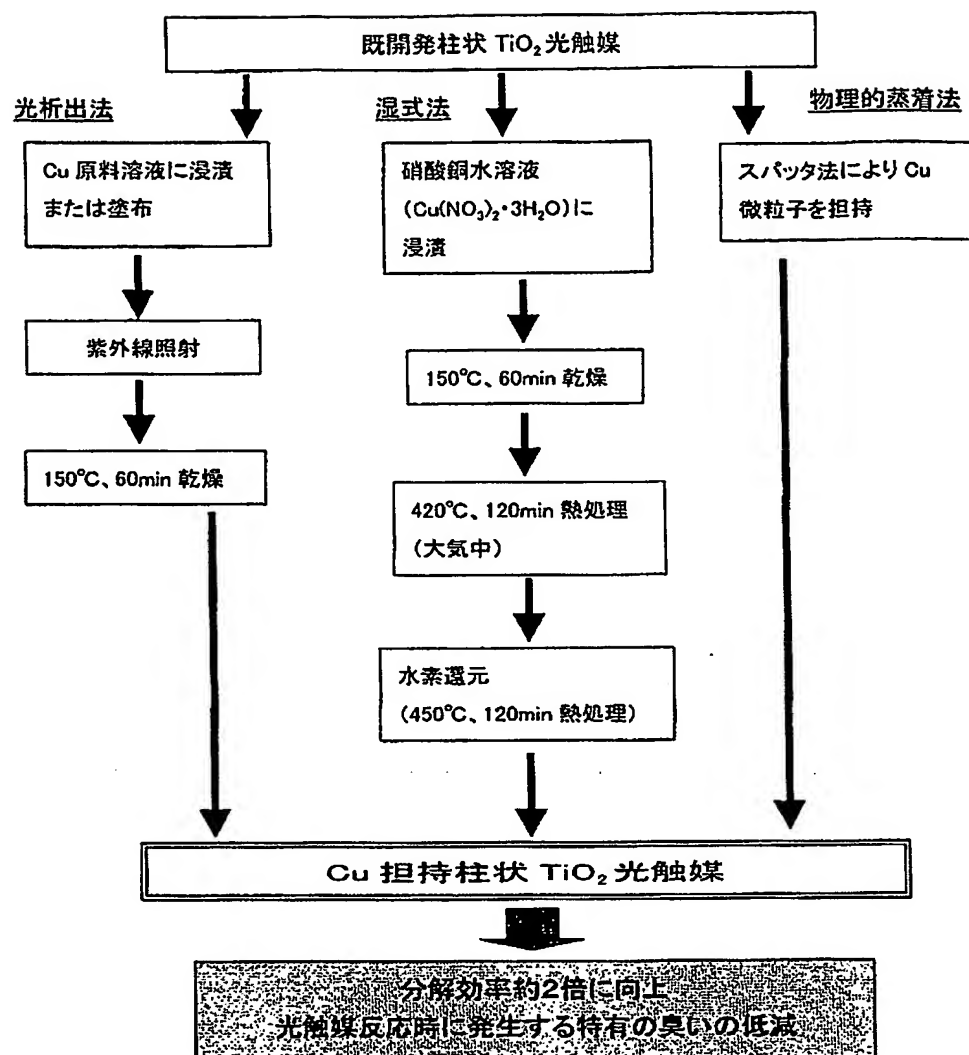 既開発柱状 TiO₂ 光触媒
光析出法
Cu 原料溶液に浸漬
または塗布
紫外線照射
150℃、60min 乾燥
湿式法
硝酸銅水溶液
(Cu(NO₃)₂・3H₂O)に
浸漬
150℃、60min 乾燥
420℃、120min 熱処理
(大気中)
水素還元
(450℃、120min 熱処理)
物理的蒸着法
スパッタ法により Cu
微粒子を担持
Cu 担持柱状 TiO₂ 光触媒
分解効率約2倍に向上
光触媒反応時に発生する特有の臭いの低減